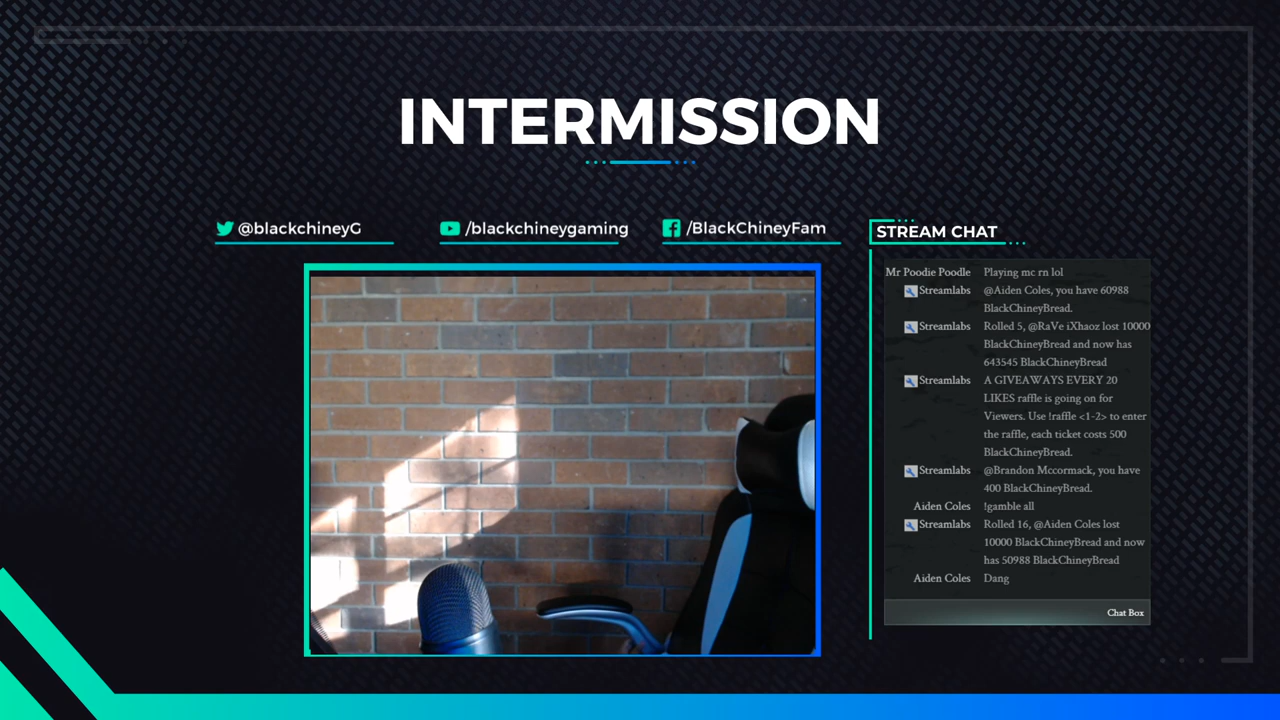 INTERMISSION
@blackchineyG
/blackchineygaming
/BlackChineyFam
STREAM CHAT
Mr Poodie Poodle Playing mc rn lol
Streamlabs @Aiden Coles, you have 60988
BlackChineyBread.
Streamlabs Rolled 5, @RaVe iXhaoz lost 10000
BlackChineyBread and now has
643545 BlackChineyBread
Streamlabs A GIVEAWAYS EVERY 20
LIKES raffle is going on for
Viewers. Use !raffle <1-2> to enter
the raffle, each ticket costs 500
BlackChineyBread.
Streamlabs @Brandon Mccormack, you have
400 BlackChineyBread.
Aiden Coles !gamble all
Streamlabs Rolled 16, @Aiden Coles lost
10000 BlackChineyBread and now
has 50988 BlackChineyBread
Aiden Coles Dang
Chat Box